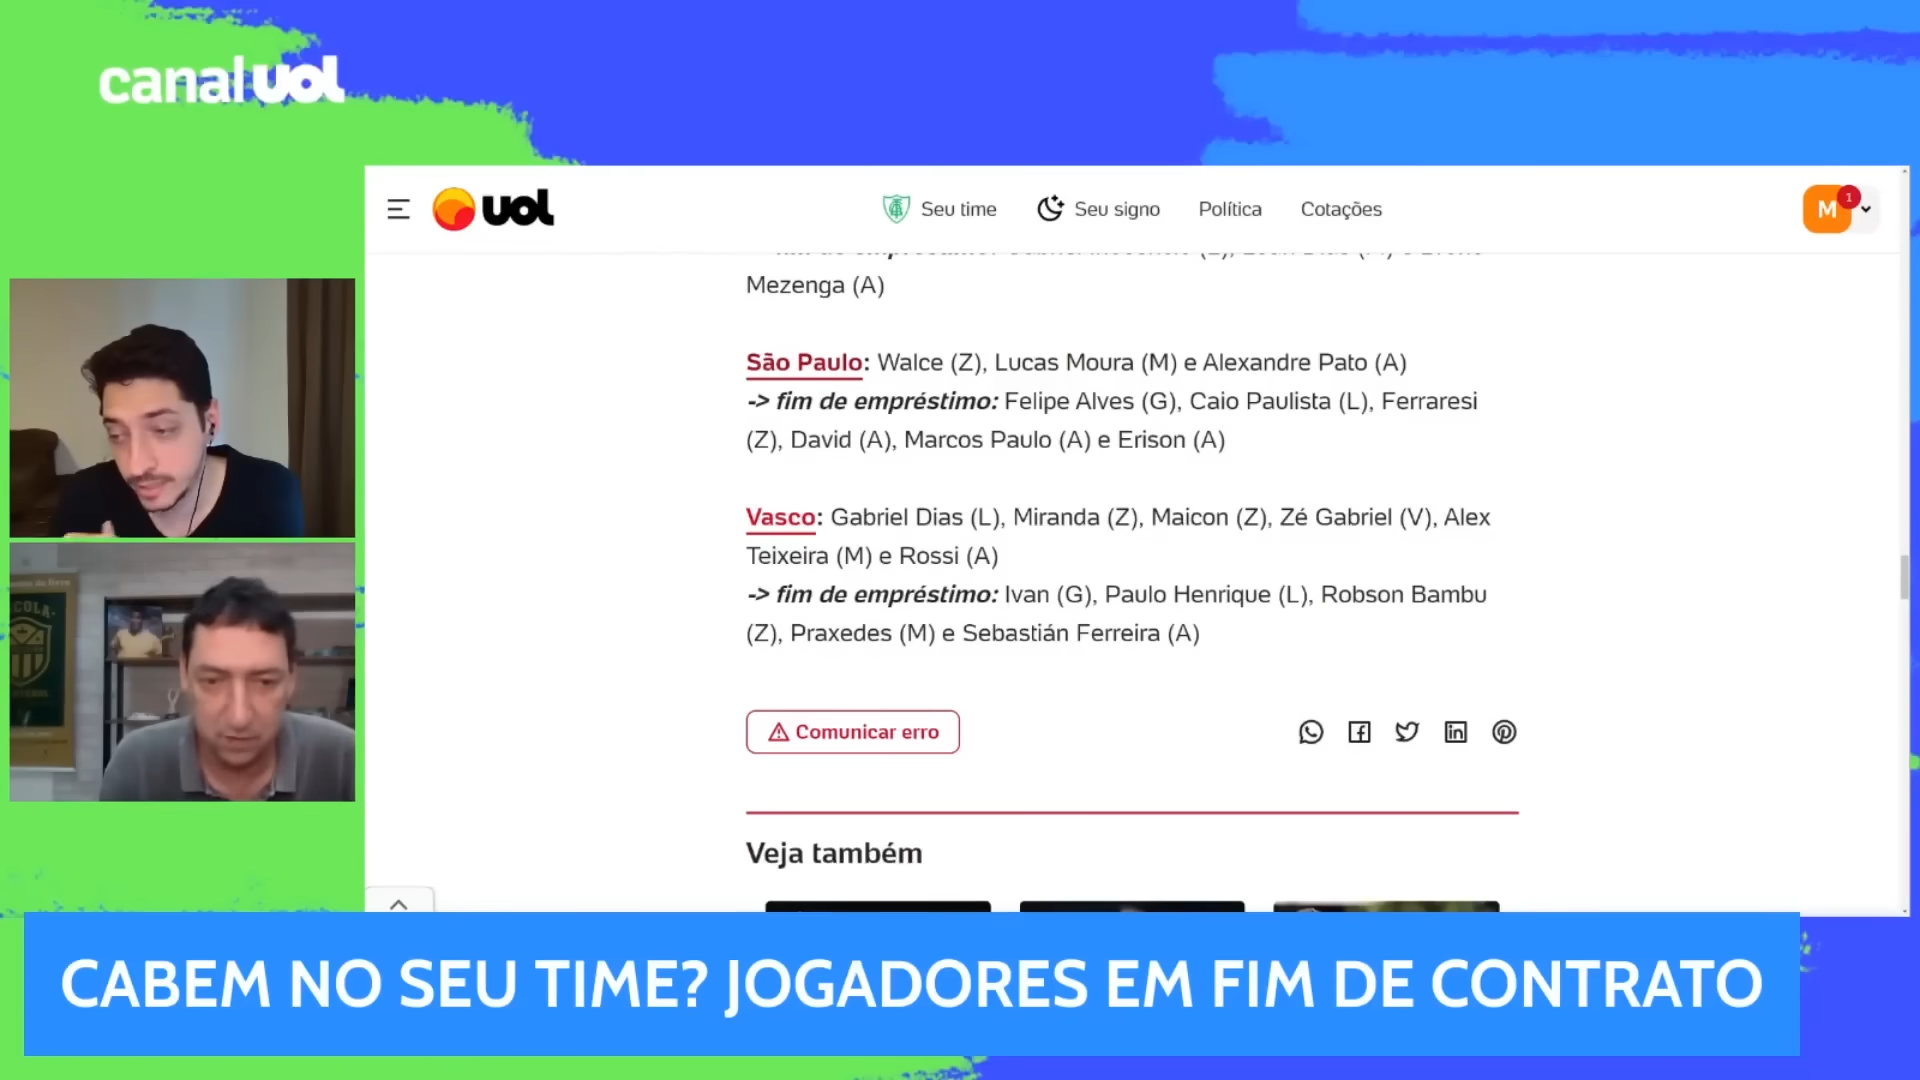 canal uol
uol
Seu time
Seu signo
Política
Cotações
M
1
Mezenga (A)
São Paulo: Walce (Z), Lucas Moura (M) e Alexandre Pato (A)
-> fim de empréstimo: Felipe Alves (G), Caio Paulista (L), Ferraresi
(Z), David (A), Marcos Paulo (A) e Erison (A)
Vasco: Gabriel Dias (L), Miranda (Z), Maicon (Z), Zé Gabriel (V), Alex
Teixeira (M) e Rossi (A)
-> fim de empréstimo: Ivan (G), Paulo Henrique (L), Robson Bambu
(Z), Praxedes (M) e Sebastián Ferreira (A)
Comunicar erro
Veja também
CABEM NO SEU TIME? JOGADORES EM FIM DE CONTRATO